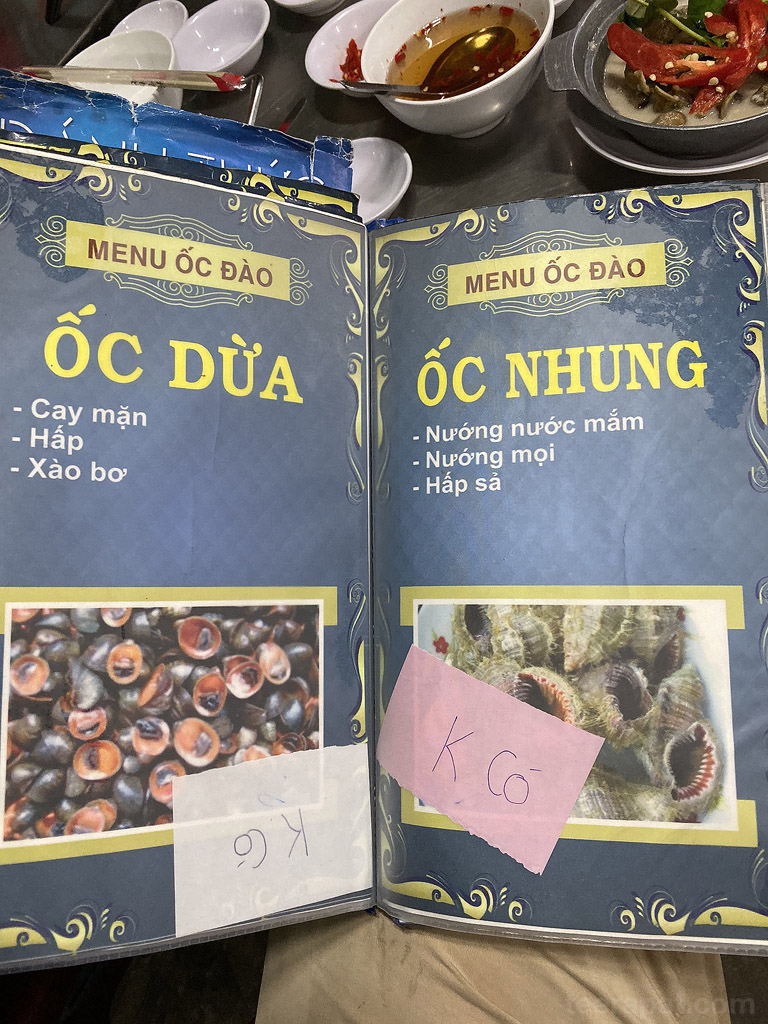 MENU ỐC ĐÀO
ỐC DỪA
- Cay mặn
- Hấp
- Xào bơ
K Có
MENU ỐC ĐÀO
ỐC NHUNG
- Nướng nước mắm
- Nướng mọi
- Hấp sả
K Có